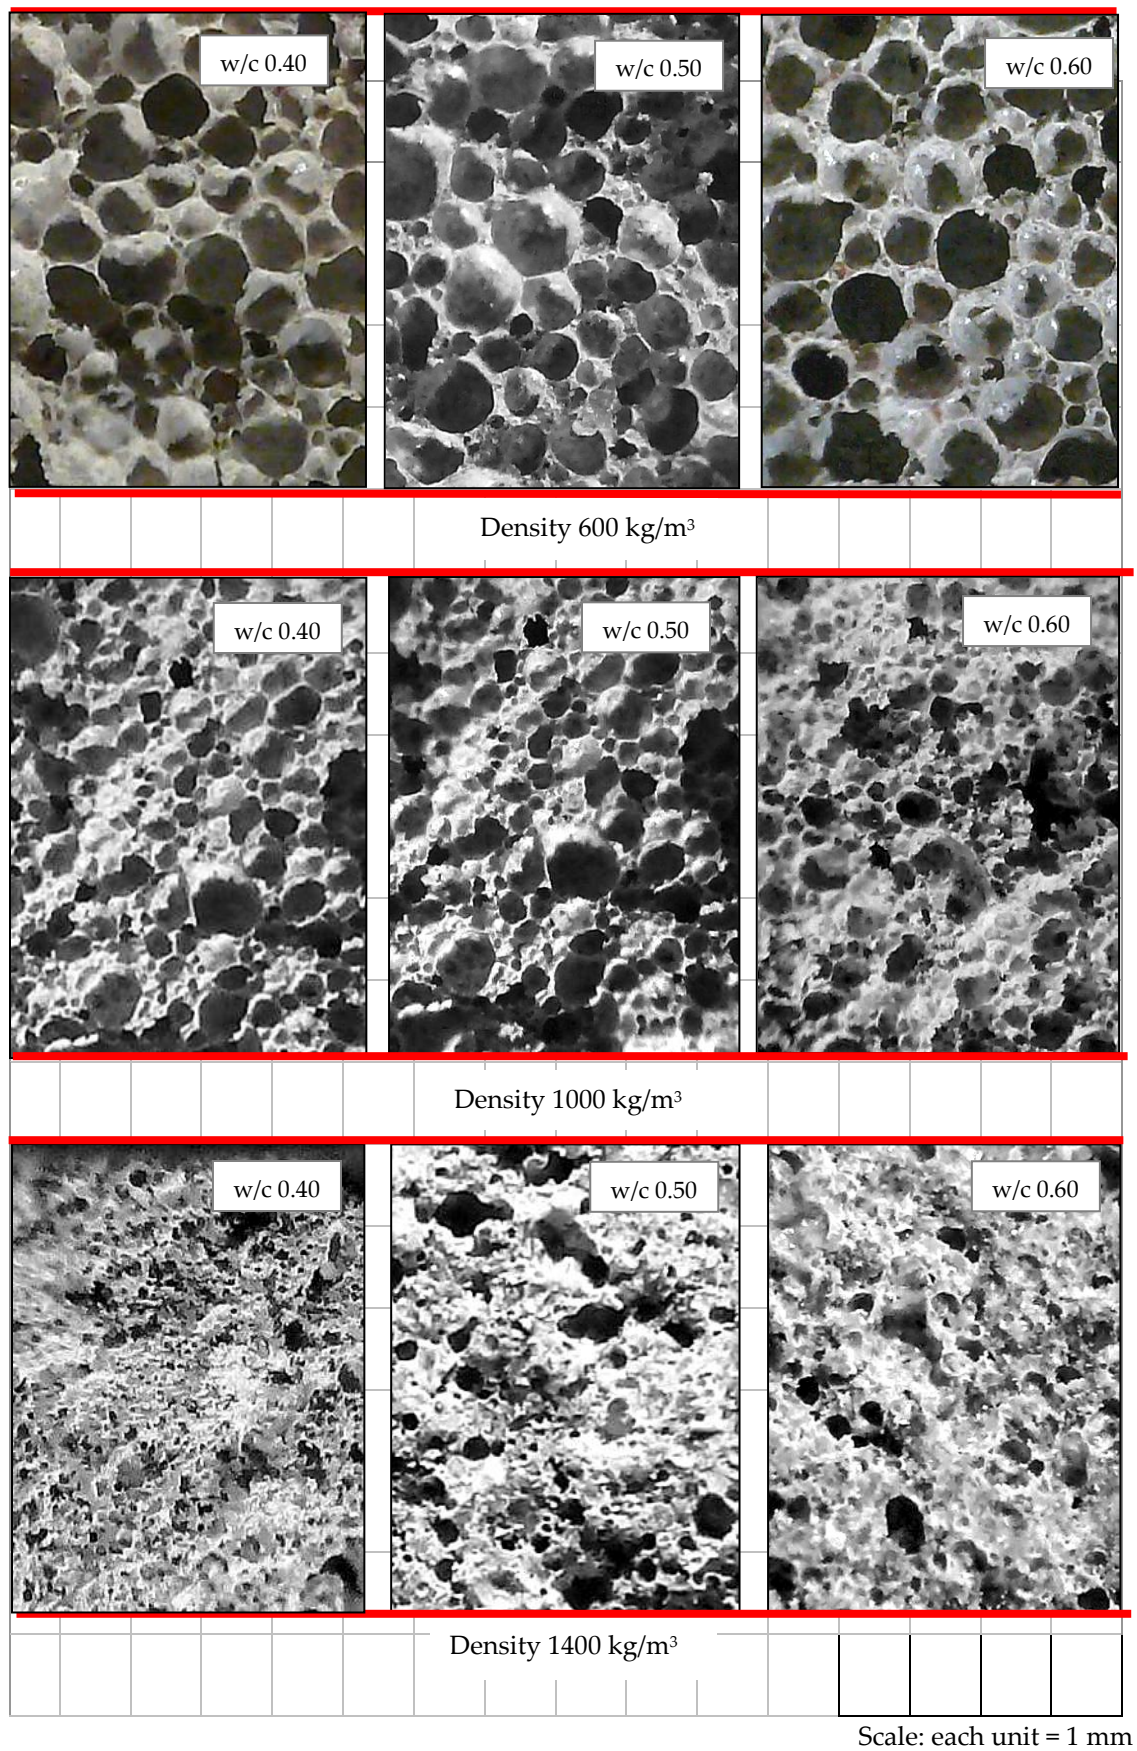 w/c 0.40
w/c 0.50
w/c 0.60
Density 600 kg/m³
w/c 0.40
w/c 0.50
w/c 0.60
Density 1000 kg/m³
w/c 0.40
w/c 0.50
w/c 0.60
Density 1400 kg/m³
Scale: each unit = 1 mm